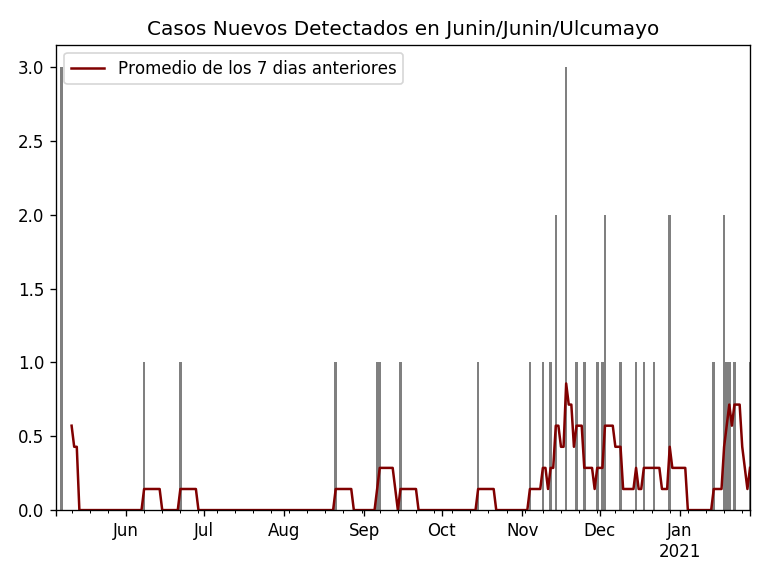 Casos Nuevos Detectados en Junin/Junin/Ulcumayo
Promedio de los 7 dias anteriores
3.0
2.5
2.0
1.5
1.0
0.5
0.0
Jun Jul Aug Sep Oct Nov Dec Jan
2021